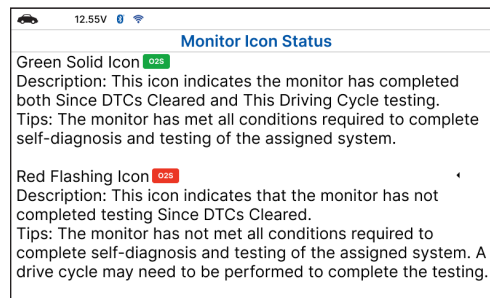 12.55V
Monitor Icon Status
Green Solid Icon O2S
Description: This icon indicates the monitor has completed
both Since DTCs Cleared and This Driving Cycle testing.
Tips: The monitor has met all conditions required to complete
self-diagnosis and testing of the assigned system.
Red Flashing Icon O2S
Description: This icon indicates that the monitor has not
completed testing Since DTCs Cleared.
Tips: The monitor has not met all conditions required to
complete self-diagnosis and testing of the assigned system. A
drive cycle may need to be performed to complete the testing.